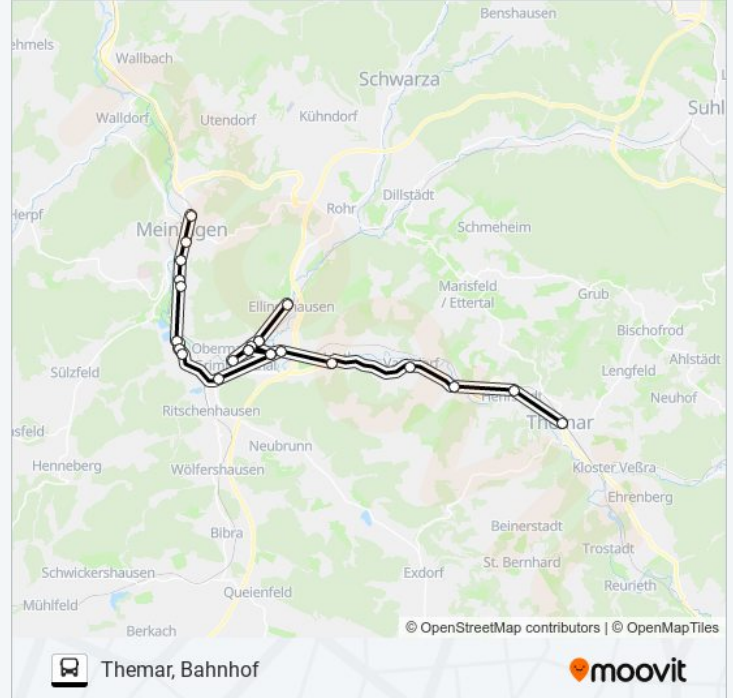 Benshausen
Wallbach
Schwarza
Walldorf
Utendorf
Kühndorf
Suhl
Dillstädt
Rohr
Schmeheim
Marisfeld
/ Ettertal
Grub
Bischofrod
Ahlstädt
Sülzfeld
Lengfeld
Neuhof
Ritschenhausen
Neubrunn
Henneberg
Wölfershausen
Kloster Veßra
Ehrenberg
Bibra
Beinerstadt
Trostadt
Schwickershausen
Exdorf
St. Bernhard
Reurieth
Queienfeld
Mühlfeld
Berkach
© OpenStreetMap contributors | © OpenMapTiles
Themar, Bahnhof
moovit